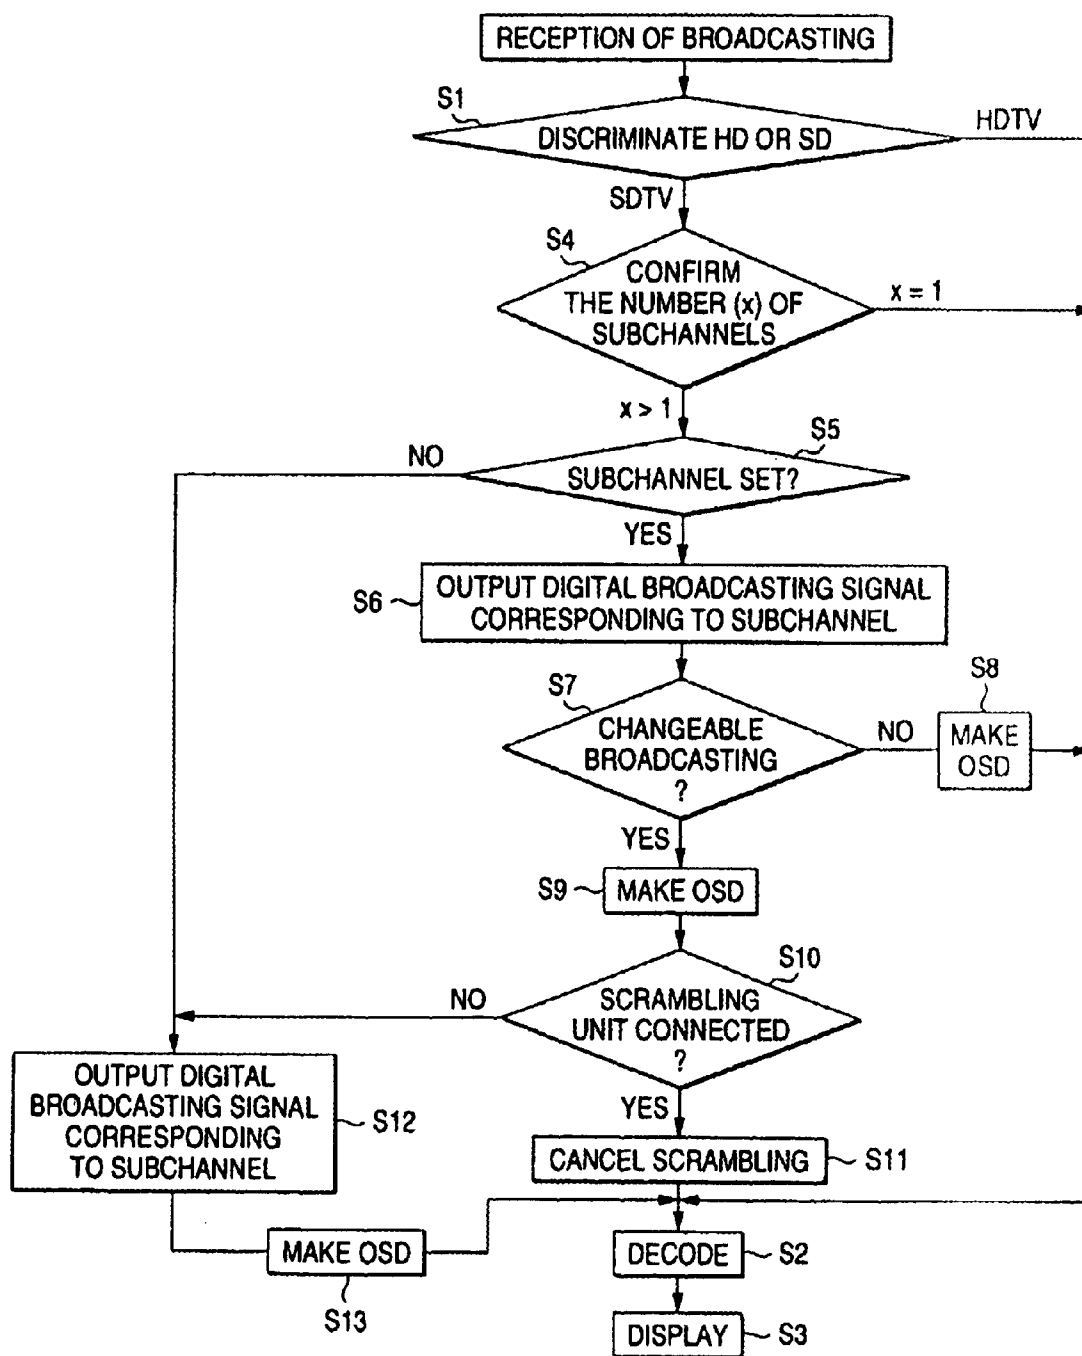 RECEPTION OF BROADCASTING
S1
DISCRIMINATE HD OR SD
HDTV
SDTV
S4
CONFIRM
THE NUMBER (x) OF
SUBCHANNELS
x = 1
x > 1
S5
NO
SUBCHANNEL SET?
YES
S6
OUTPUT DIGITAL BROADCASTING SIGNAL
CORRESPONDING TO SUBCHANNEL
S7
CHANGEABLE
BROADCASTING
?
NO
S8
MAKE
OSD
YES
S9
MAKE OSD
S10
NO
SCRAMBLING
UNIT CONNECTED
?
YES
OUTPUT DIGITAL
BROADCASTING SIGNAL
CORRESPONDING
TO SUBCHANNEL
S12
CANCEL SCRAMBLING
S11
MAKE OSD
S13
DECODE
S2
DISPLAY
S3